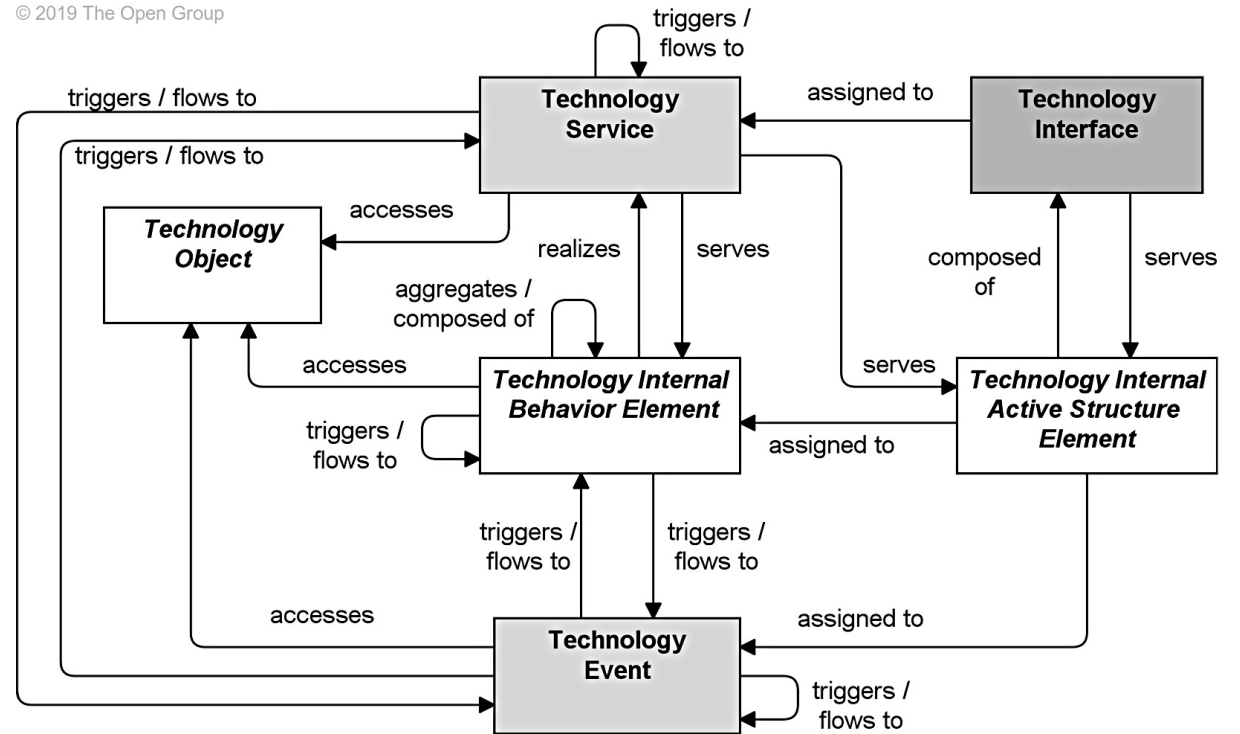 © 2019 The Open Group
triggers /
flows to
triggers / flows to
Technology
Service
assigned to
Technology
Interface
triggers / flows to
accesses
Technology
Object
realizes
serves
composed
of
serves
aggregates /
composed of
accesses
serves
Technology Internal
Behavior Element
Technology Internal
Active Structure
Element
triggers /
flows to
assigned to
triggers /
flows to
triggers /
flows to
accesses
assigned to
Technology
Event
triggers /
flows to